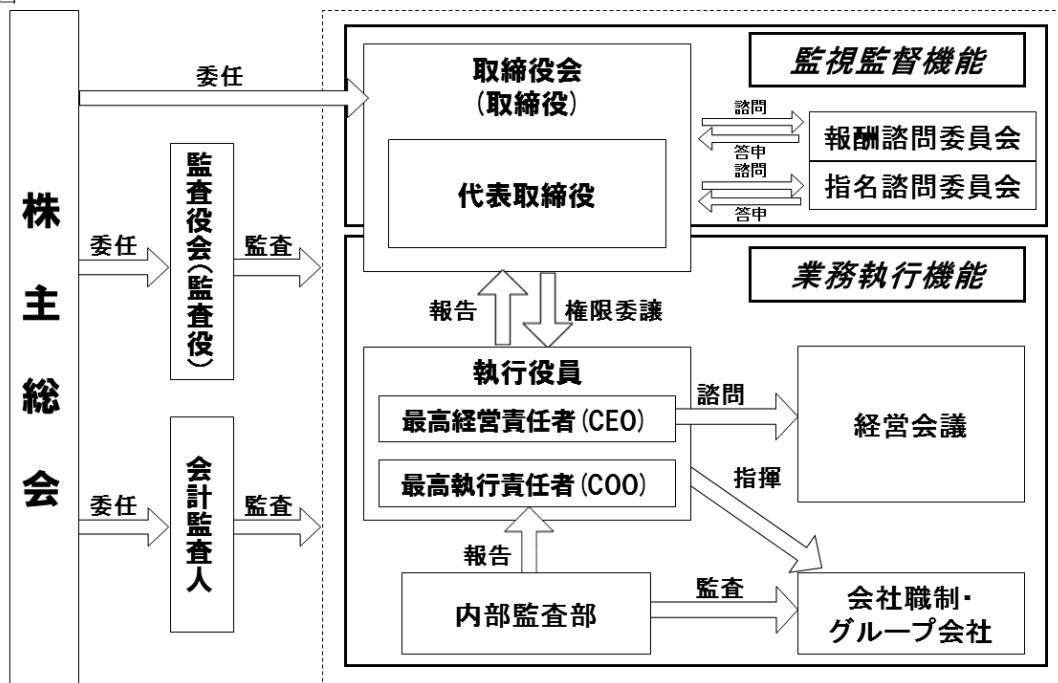 株主総会
委任
取締役会
(取締役)
代表取締役
監視監督機能
諮問
答申
報酬諮問委員会
諮問
答申
指名諮問委員会
委任
監査役会(監査役)
監査
業務執行機能
報告
権限委譲
執行役員
最高経営責任者(CEO)
最高執行責任者(COO)
諮問
経営会議
指揮
委任
会計監査人
監査
報告
内部監査部
監査
会社職制・
グループ会社